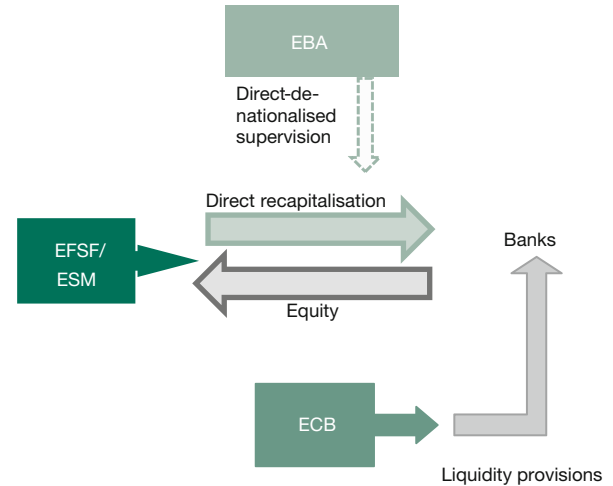 EBA
Direct-de-
nationalised
supervision
Direct recapitalisation
EFSF/
ESM
Banks
Equity
ECB
Liquidity provisions